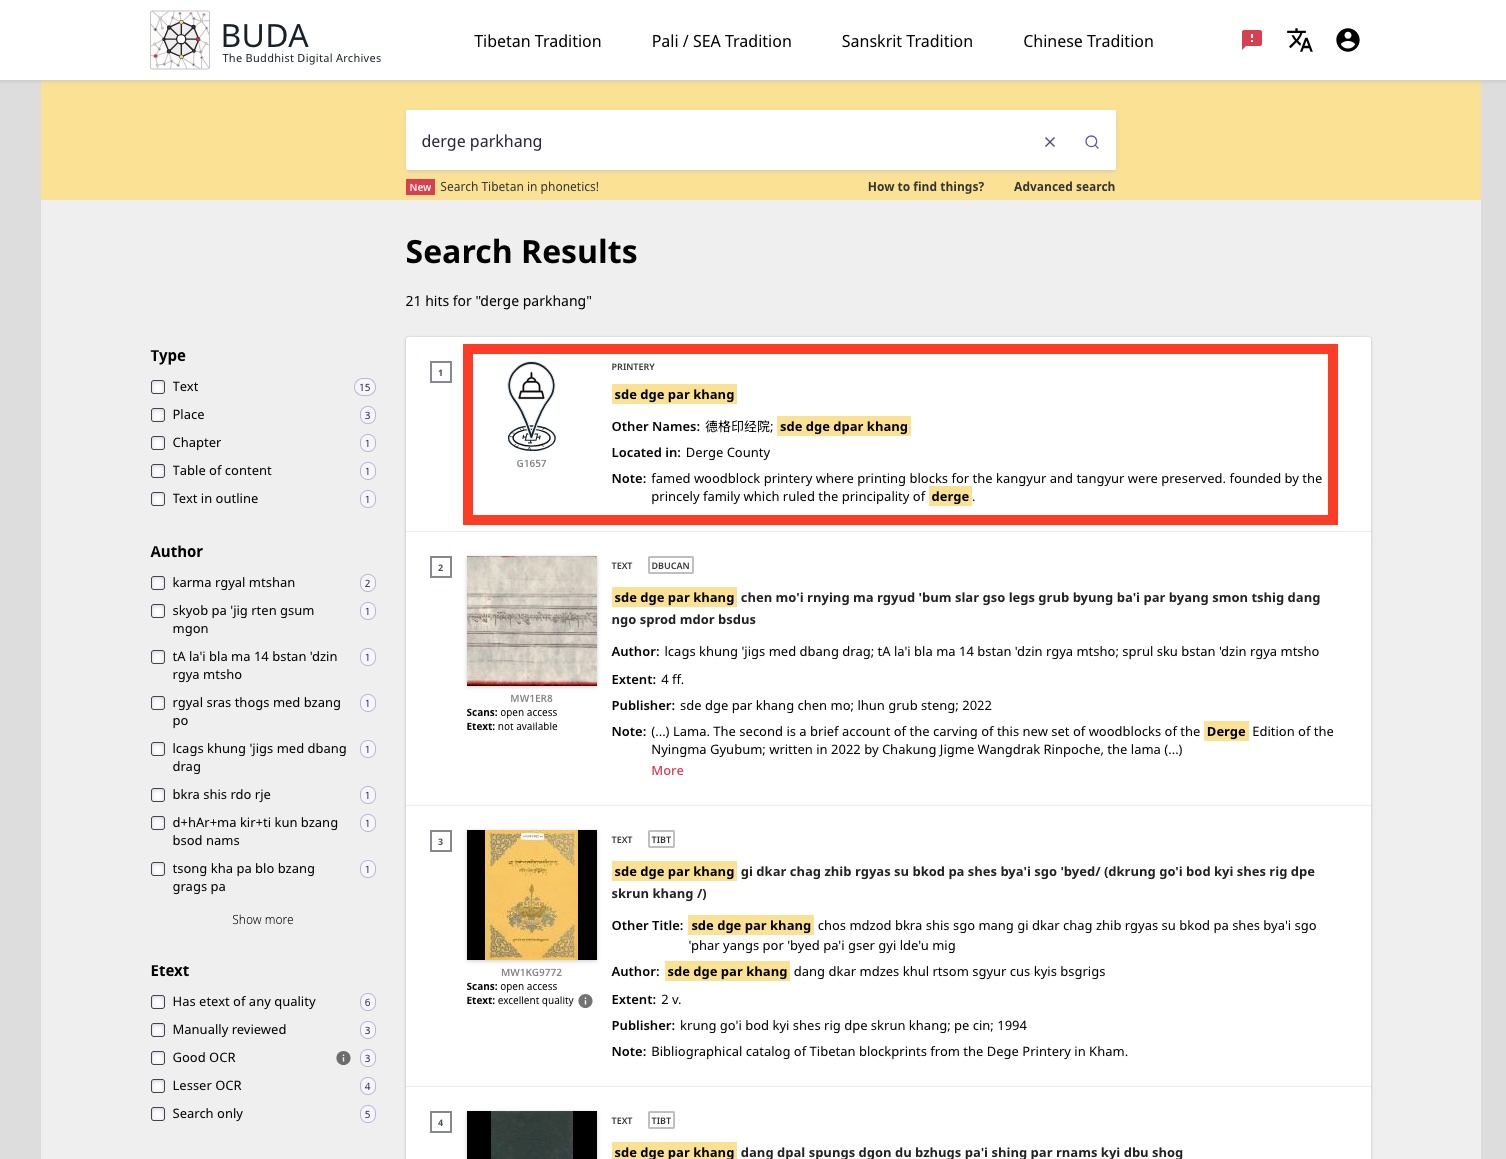 BUDA
The Buddhist Digital Archives
Tibetan Tradition
Pali / SEA Tradition
Sanskrit Tradition
Chinese Tradition
derge parkhang
New Search Tibetan in phonetics!
How to find things?
Advanced search
Search Results
21 hits for "derge parkhang"
Type
Text 15
Place 3
Chapter 1
Table of content 1
Text in outline 1
Author
karma rgyal mtshan 2
skyob pa 'jig rten gsum 1
mgon
tA la'i bla ma 14 bstan 'dzin 1
rgya mtsho
rgyal sras thogs med bzang 1
po
lcags khung 'jigs med dbang 1
drag
bkra shis rdo rje 1
d+hAr+ma kir+ti kun bzang 1
bsod nams
tsong kha pa blo bzang 1
grags pa
Show more
Etext
Has etext of any quality 6
Manually reviewed 3
Good OCR 3
Lesser OCR 4
Search only 5
1
G1657
PRINTERY
sde dge par khang
Other Names: 德格印经院; sde dge dpar khang
Located in: Derge County
Note: famed woodblock printery where printing blocks for the kangyur and tangyur were preserved. founded by the
princely family which ruled the principality of derge.
2
MW1ER8
Scans: open access
Etext: not available
TEXT DBUCAN
sde dge par khang chen mo'i rnying ma rgyud 'bum slar gso legs grub byung ba'i par byang smon tshig dang
ngo sprod mdor bsdus
Author: lcags khung 'jigs med dbang drag; tA la'i bla ma 14 bstan 'dzin rgya mtsho; sprul sku bstan 'dzin rgya mtsho
Extent: 4 ff.
Publisher: sde dge par khang chen mo; lhun grub steng; 2022
Note: (...) Lama. The second is a brief account of the carving of this new set of woodblocks of the Derge Edition of the
Nyingma Gyubum; written in 2022 by Chakung Jigme Wangdrak Rinpoche, the lama (...)
More
3
MW1KG9772
Scans: open access
Etext: excellent quality
TEXT TIBT
sde dge par khang gi dkar chag zhib rgyas su bkod pa shes bya'i sgo 'byed/ (dkrung go'i bod kyi shes rig dpe
skrun khang /)
Other Title: sde dge par khang chos mdzod bkra shis sgo mang gi dkar chag zhib rgyas su bkod pa shes bya'i sgo
'phar yangs por 'byed pa'i gser gyi lde'u mig
Author: sde dge par khang dang dkar mdzes khul rtsom sgyur cus kyis bsgrigs
Extent: 2 v.
Publisher: krung go'i bod kyi shes rig dpe skrun khang; pe cin; 1994
Note: Bibliographical catalog of Tibetan blockprints from the Dege Printery in Kham.
4
TEXT TIBT
sde dge par khang dang dpal spungs dgon du bzhugs pa'i shing par rnams kyi dbu shog